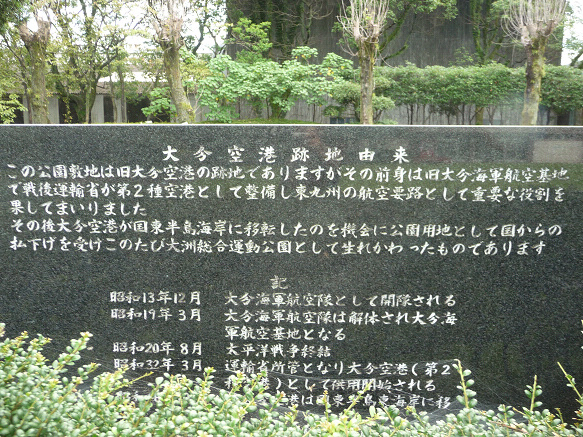 大分空港跡地由来
この公園敷地は旧大分空港の跡地でありますがその前身は旧大分海軍航空基地
で戦後運輸省が第2種空港として整備し東九州の航空要路として重要な役割を
果してまいりました
その後大分空港が国東半島海岸に移転したのを機会に公園用地として国からの
払下げを受けこのたび大洲総合運動公園として生れかわったものであります
記
昭和13年12月 大分海軍航空隊として開隊される
昭和19年3月 大分海軍航空隊は解体され大分海
軍航空基地となる
昭和20年8月 太平洋戦争終結
昭和32年3月 運輸省所管となり大分空港(第2
港)として供用開始される
港は国東半島東海岸に移